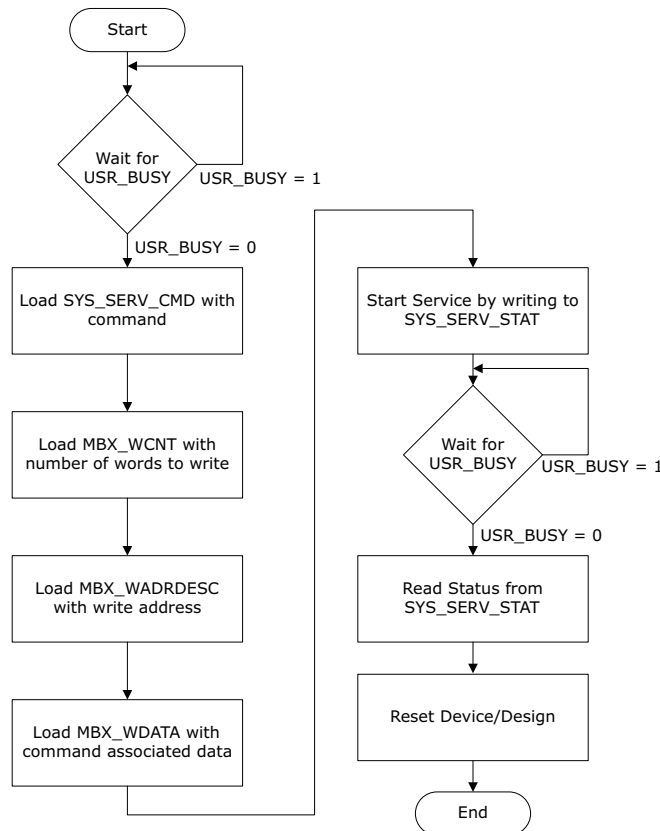 Start
Wait for
USR_BUSY
USR_BUSY = 1
USR_BUSY = 0
Load SYS_SERV_CMD with
command
Load MBX_WCNT with
number of words to write
Load MBX_WADRDESC
with write address
Load MBX_WDATA with
command associated data
Start Service by writing to
SYS_SERV_STAT
Wait for
USR_BUSY
USR_BUSY = 1
USR_BUSY = 0
Read Status from
SYS_SERV_STAT
Reset Device/Design
End